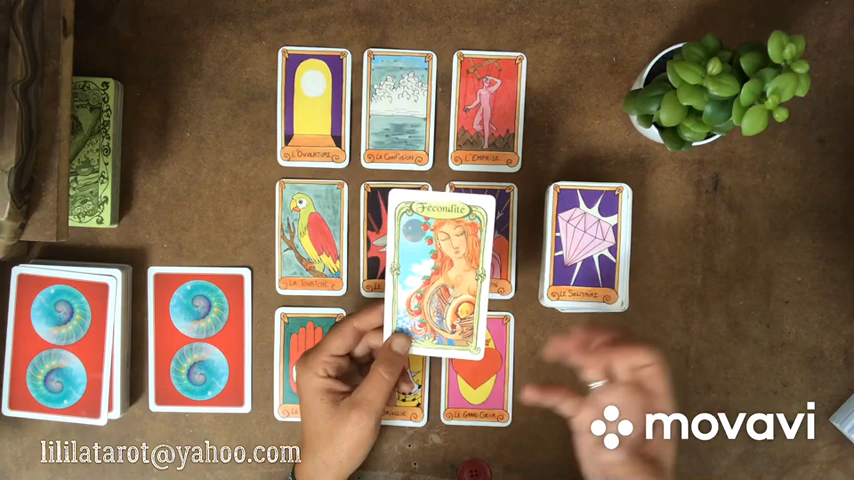 L'OUVERTURE
LA CONFUSION
L'EMPRISE
Fécondité
LE SOLITAIRE
LE GRAND CŒUR
movavi
lililatarot@yahoo.com